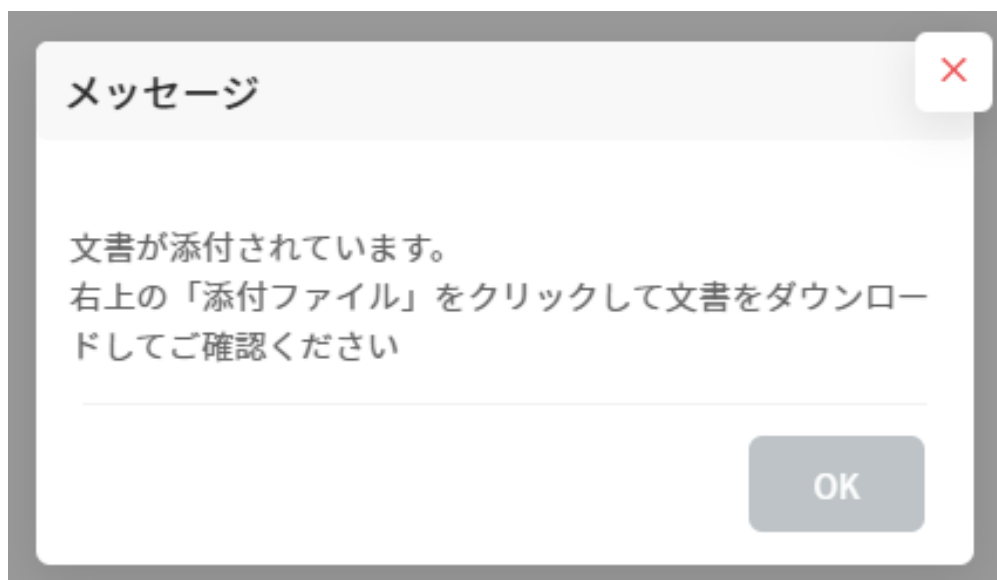 メッセージ
文書が添付されています。
右上の「添付ファイル」をクリックして文書をダウンロー
ドしてご確認ください
OK